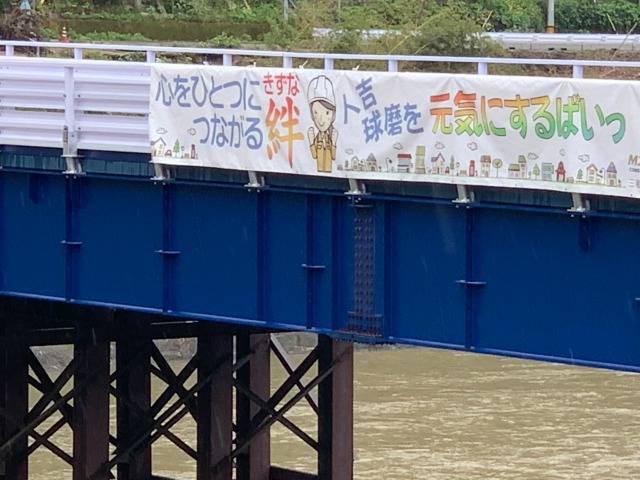 心をひとつに
つながる
きずな
絆
人吉
球磨を
元気にするばいっ